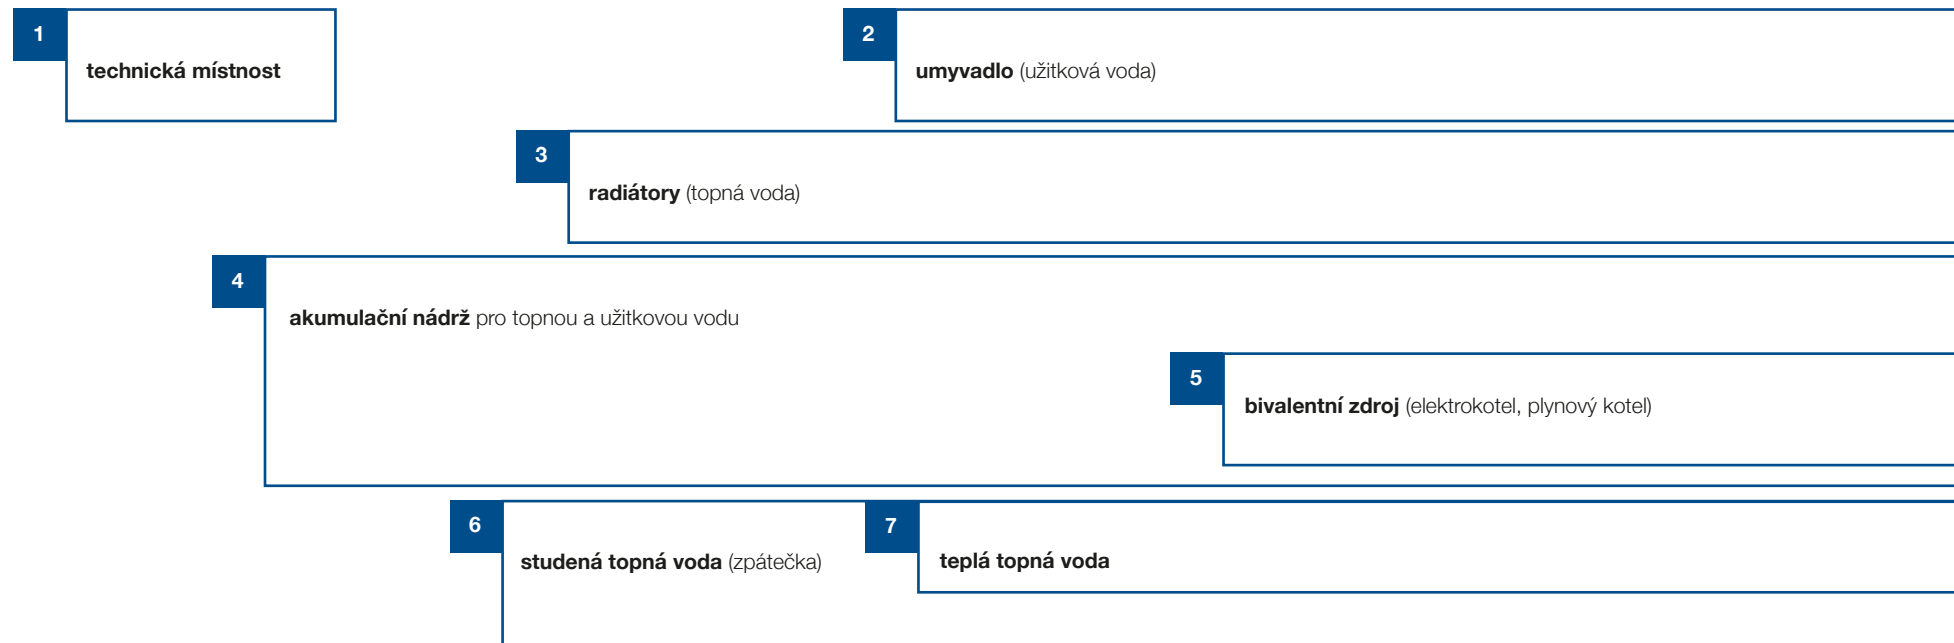 1
technická místnost
2
umyvadlo (užitková voda)
3
radiátory (topná voda)
4
akumulační nádrž pro topnou a užitkovou vodu
5
bivalentní zdroj (elektrokotel, plynový kotel)
6
studená topná voda (zpátečka)
7
teplá topná voda